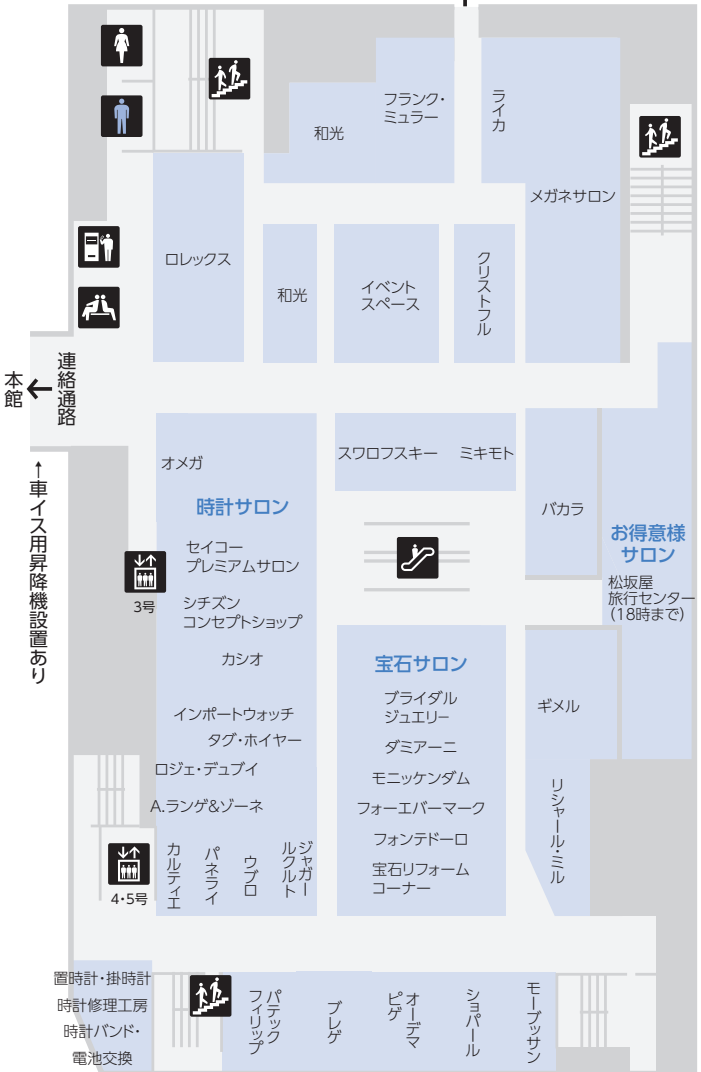 フランク・
ミュラー
和光
ライカ
メガネサロン
ロレックス
和光
イベント
スペース
クリストフル
連絡通路
本館
↑車イス用昇降機設置あり
オメガ
スワロフスキー
ミキモト
時計サロン
バカラ
お得意様
サロン
セイコー
プレミアムサロン
松坂屋
旅行センター
(18時まで)
3号
シチズン
コンセプトショップ
カシオ
宝石サロン
ブライダル
ジュエリー
ギメル
インポートウォッチ
タグ・ホイヤー
ダミアーニ
ロジェ・デュブイ
モニッケンダム
A.ランゲ&ゾーネ
フォーエバーマーク
リシャール・ミル
フォンテドーロ
宝石リフォーム
コーナー
カルティエ
パネライ
ウブロ
ジャガー
ルクルト
4・5号
置時計・掛時計
時計修理工房
時計バンド・
電池交換
パテック
フィリップ
ブレゲ
オーデマ
ピゲ
ショパール
モーブッサン